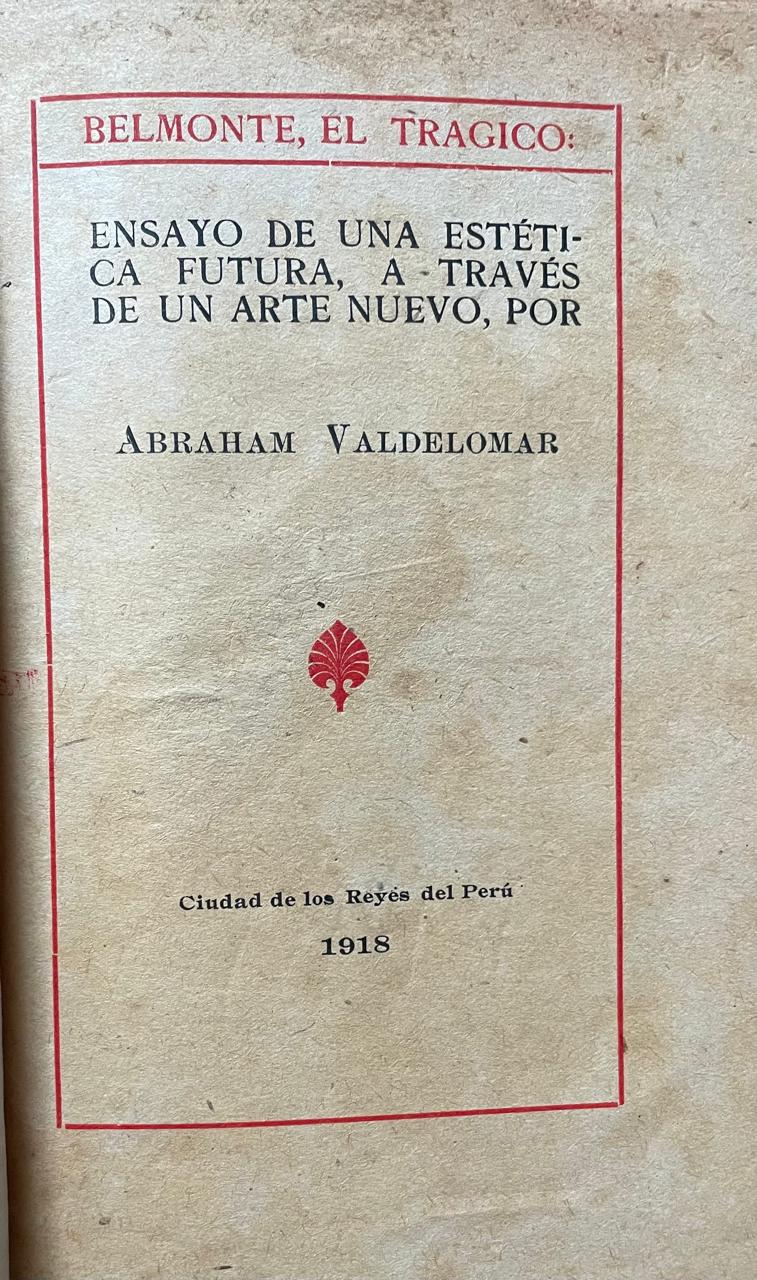 BELMONTE, EL TRAGICO:
ENSAYO DE UNA ESTÉTI-
CA FUTURA, A TRAVÉS
DE UN ARTE NUEVO, POR
ABRAHAM VALDELOMAR
Ciudad de los Reyes del Perú
1918